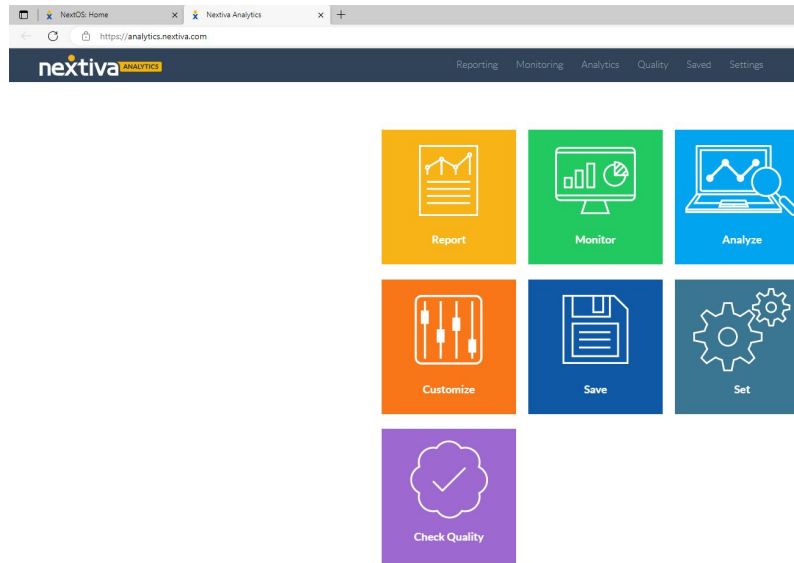 NextOS: Home
Nextiva Analytics
https://analytics.nextiva.com
nextiva ANALYTICS
Reporting Monitoring Analytics Quality Saved Settings
Report Monitor Analyze
Customize Save Set
Check Quality